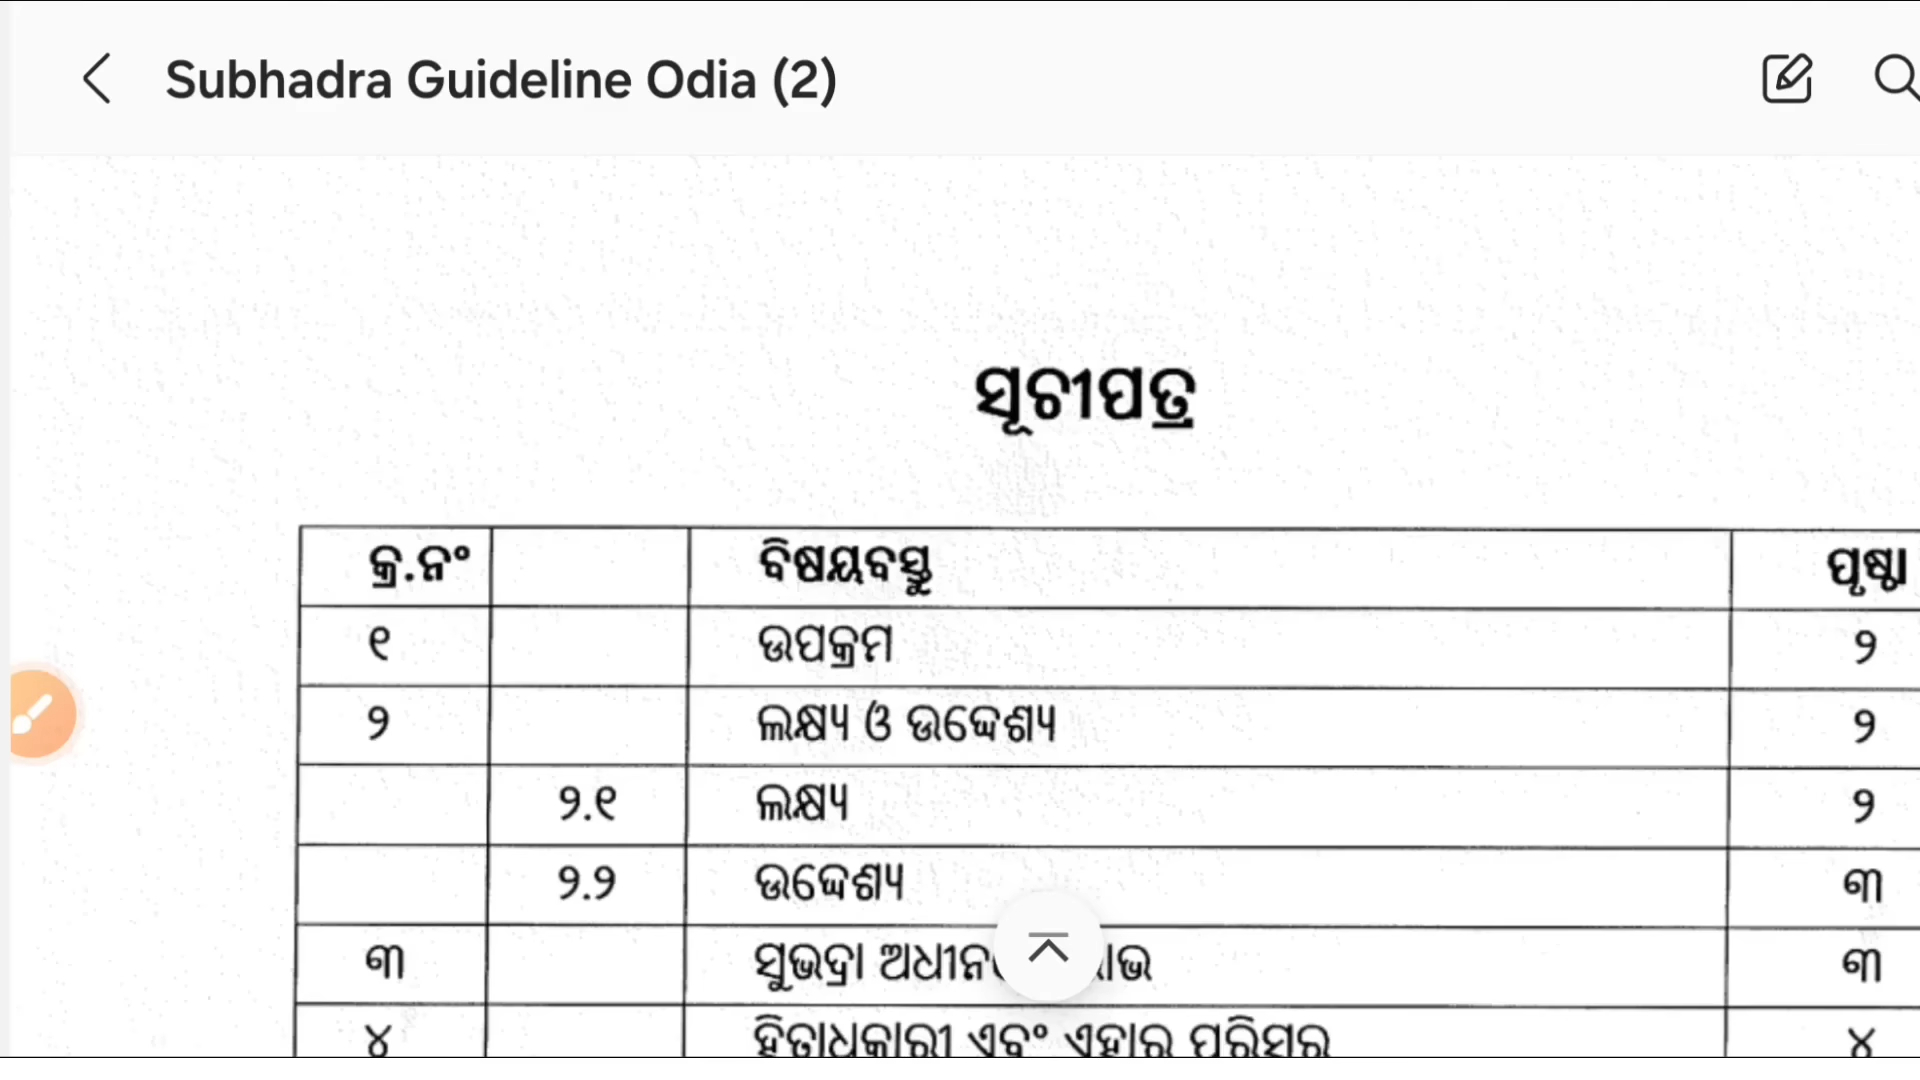 Subhadra Guideline Odia (2)
ସୂଚୀପତ୍ର
କ୍ର.ନଂ ବିଷୟବସ୍ତୁ ପୃଷ୍ଠା
୧ ଉପକ୍ରମ ୨
୨ ଲକ୍ଷ୍ୟ ଓ ଉଦ୍ଦେଶ୍ୟ ୨
୨.୧ ଲକ୍ଷ୍ୟ ୨
୨.୨ ଉଦ୍ଦେଶ୍ୟ ୩
୩ ସୁଭଦ୍ରା ୩
୪ ହିତାଧିକାରୀ ଏବଂ ଏହାର ପରିସର ୪